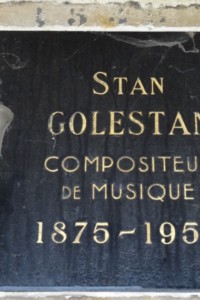 STAN
GOLESTAN
COMPOSITEU
DE MUSIQUE
1875~195